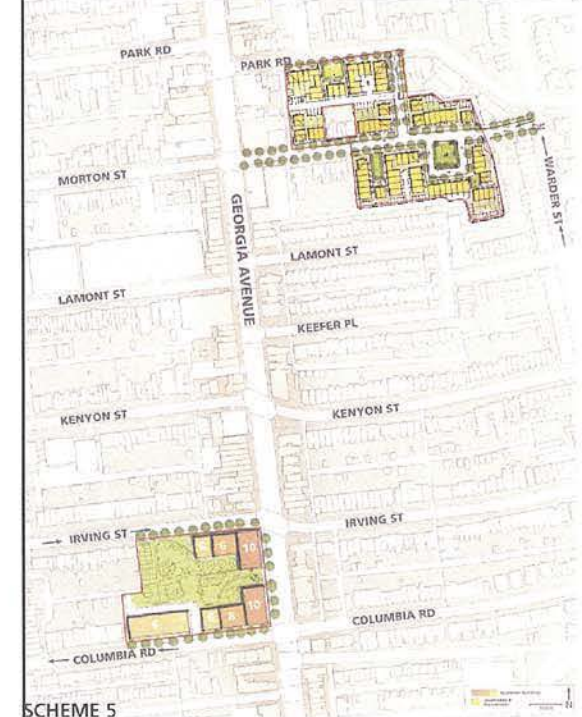 PARK RD
PARK RD
MORTON ST
WARDER ST
GEORGIA AVENUE
LAMONT ST
LAMONT ST
KEEFER PL
KENYON ST
KENYON ST
IRVING ST
IRVING ST
10
10
8
COLUMBIA RD
COLUMBIA RD
N
SCHEME 5